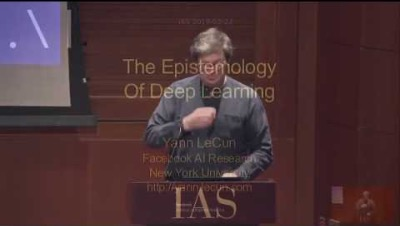 IAS 2019-02-22
The Epistemology
Of Deep Learning
Yann LeCun
Facebook AI Research
New York University
http://yann.lecun.com
IAS